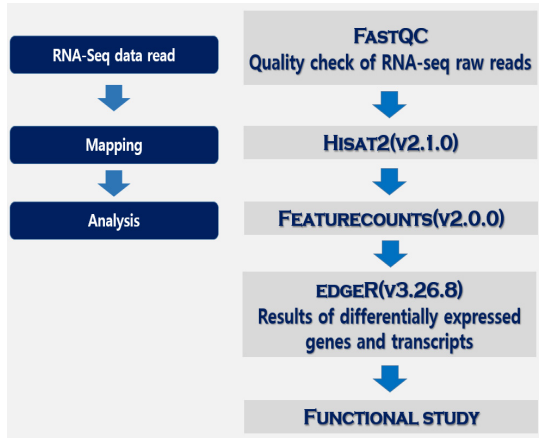 RNA-Seq data read
Mapping
Analysis
FastQC
Quality check of RNA-seq raw reads
Hisat2(v2.1.0)
Featurecounts(v2.0.0)
edgeR(v3.26.8)
Results of differentially expressed
genes and transcripts
Functional study